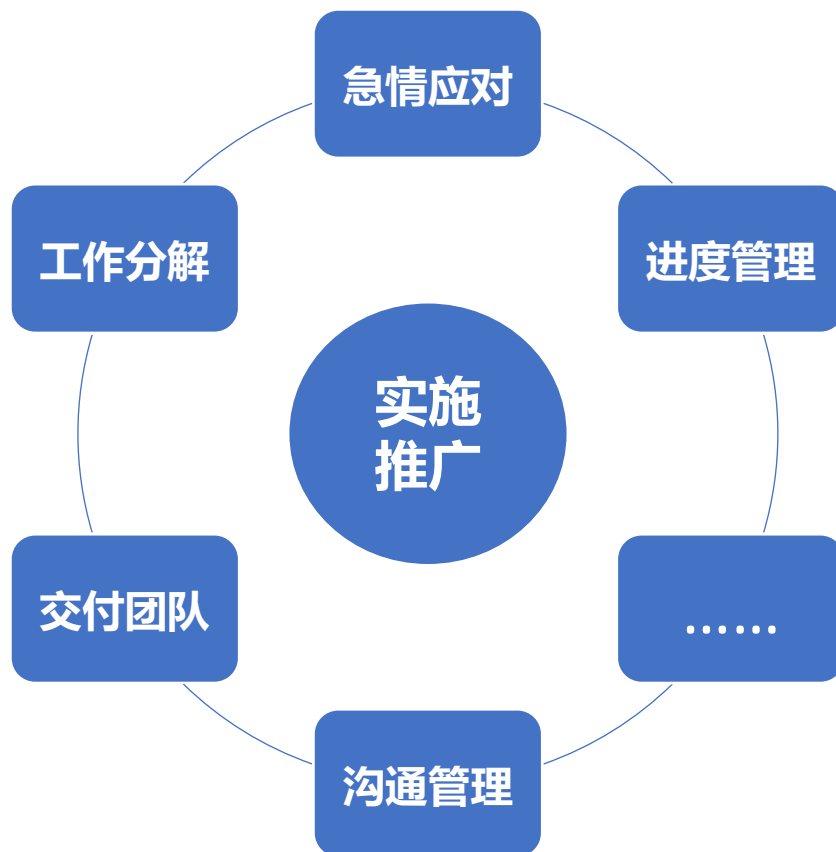 急情应对
工作分解
进度管理
实施
推广
交付团队
……
沟通管理